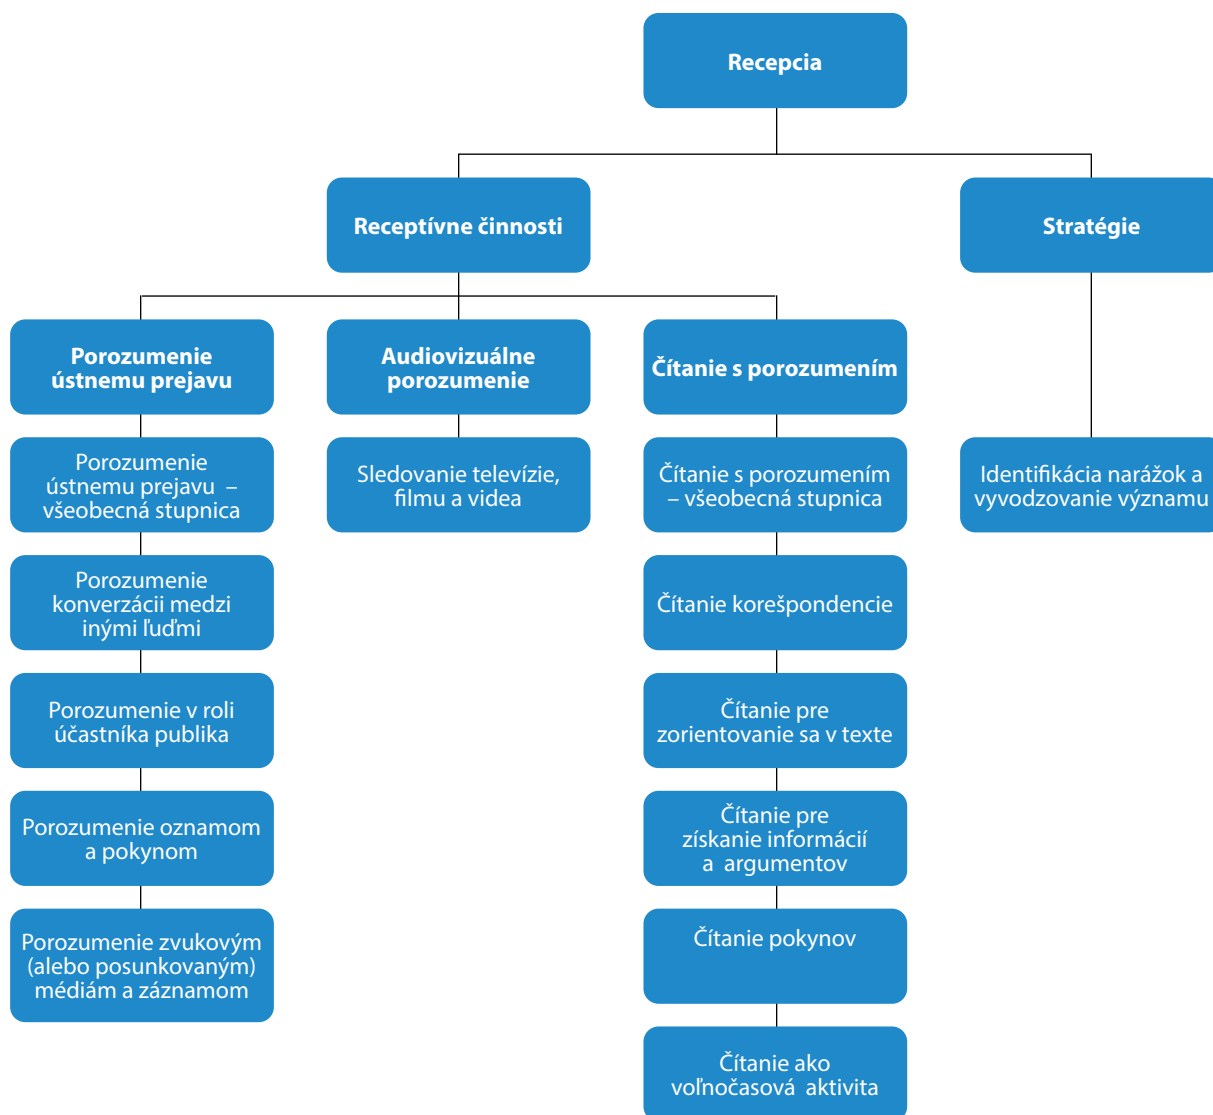 Recepcia
Receptívne činnosti
Stratégie
Porozumenie
ústnemu prejavu
Audiovizuálne
porozumenie
Čítanie s porozumením
Porozumenie
ústnemu prejavu –
všeobecná stupnica
Sledovanie televízie,
filmu a videa
Čítanie s porozumením
– všeobecná stupnica
Identifikácia narážok a
vyvodzovanie významu
Porozumenie
konverzácii medzi
inými ľuďmi
Čítanie korešpondencie
Porozumenie v roli
účastníka publika
Čítanie pre
zorientovanie sa v texte
Porozumenie oznamom
a pokynom
Čítanie pre
získanie informácií
a argumentov
Porozumenie zvukovým
(alebo posunkovaným)
médiám a záznamom
Čítanie pokynov
Čítanie ako
voľnočasová aktivita